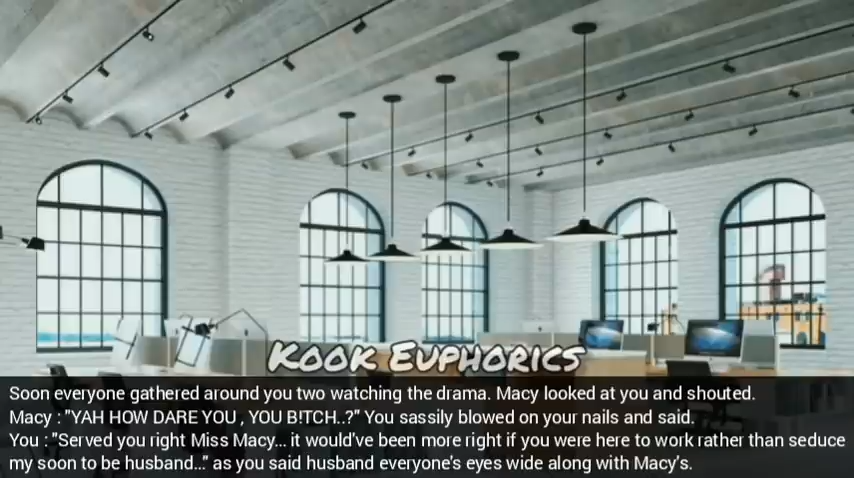 KOOK EUPHORICS
Soon everyone gathered around you two watching the drama. Macy looked at you and shouted.
Macy : "YAH HOW DARE YOU , YOU B!TCH..?" You sassily blowed on your nails and said.
You : "Served you right Miss Macy... it would've been more right if you were here to work rather than seduce
my soon to be husband..." as you said husband everyone's eyes wide along with Macy's.